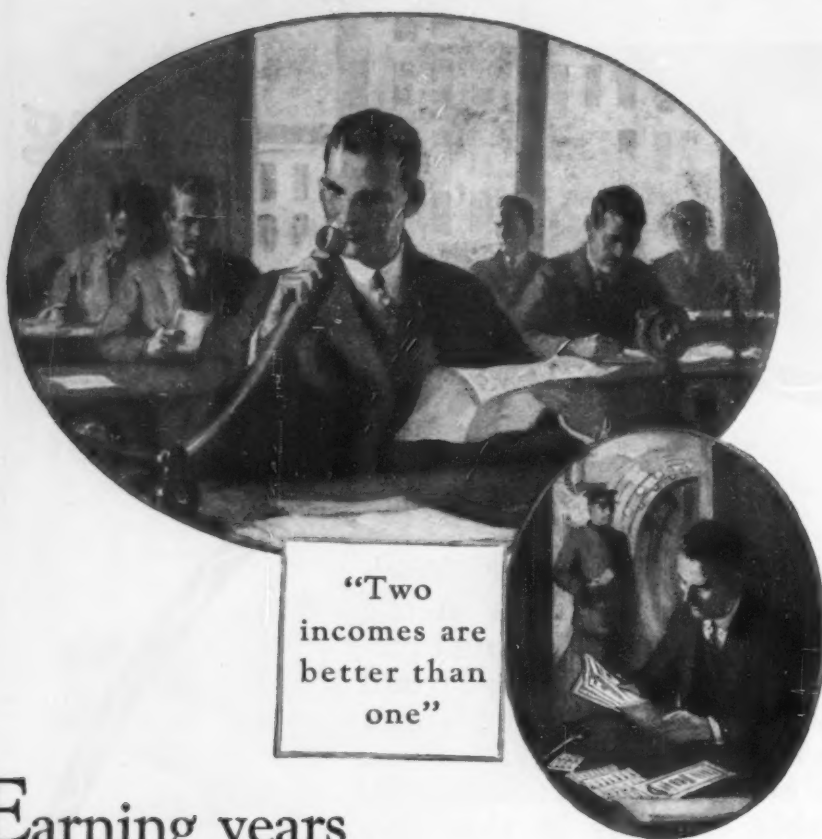 “Two
incomes are
better than
one”
Earning years